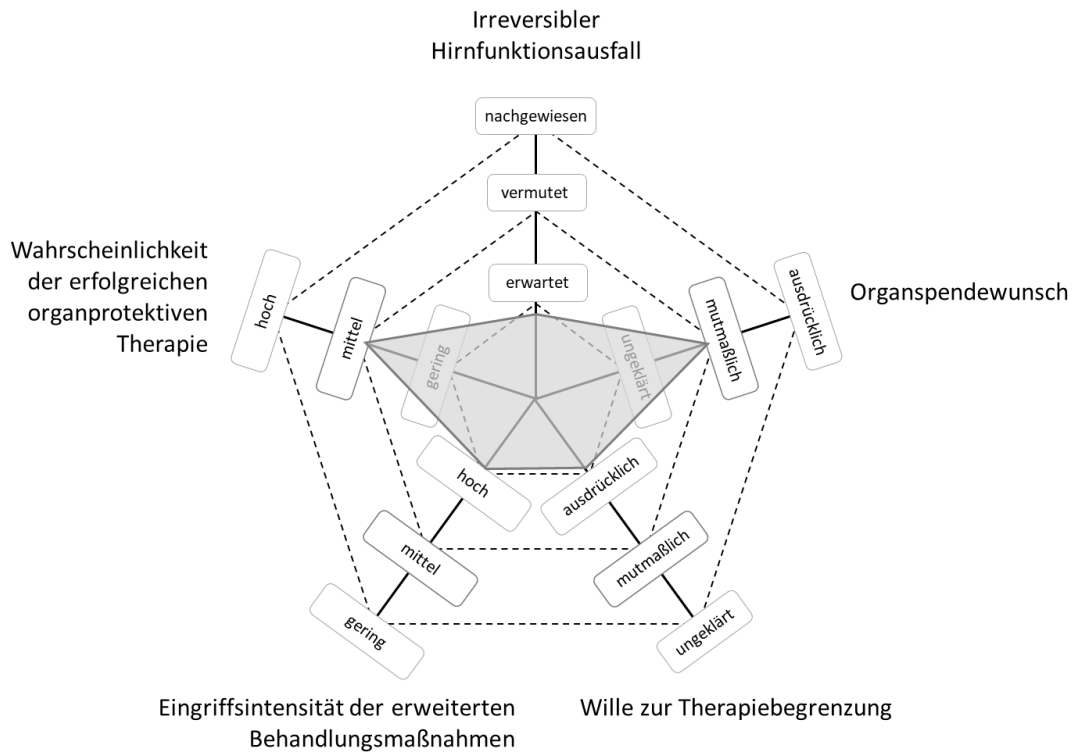 Irreversibler
Hirnfunktionsausfall
nachgewiesen
vermutet
erwartet
Wahrscheinlichkeit
der erfolgreichen
organprotektiven
Therapie
hoch
mittel
gering
ungeklärt
mutmaßlich
ausdrücklich
Organspendewunsch
hoch
mittel
gering
ausdrücklich
mutmaßlich
ungeklärt
Eingriffsintensität der erweiterten
Behandlungsmaßnahmen
Wille zur Therapiebegrenzung